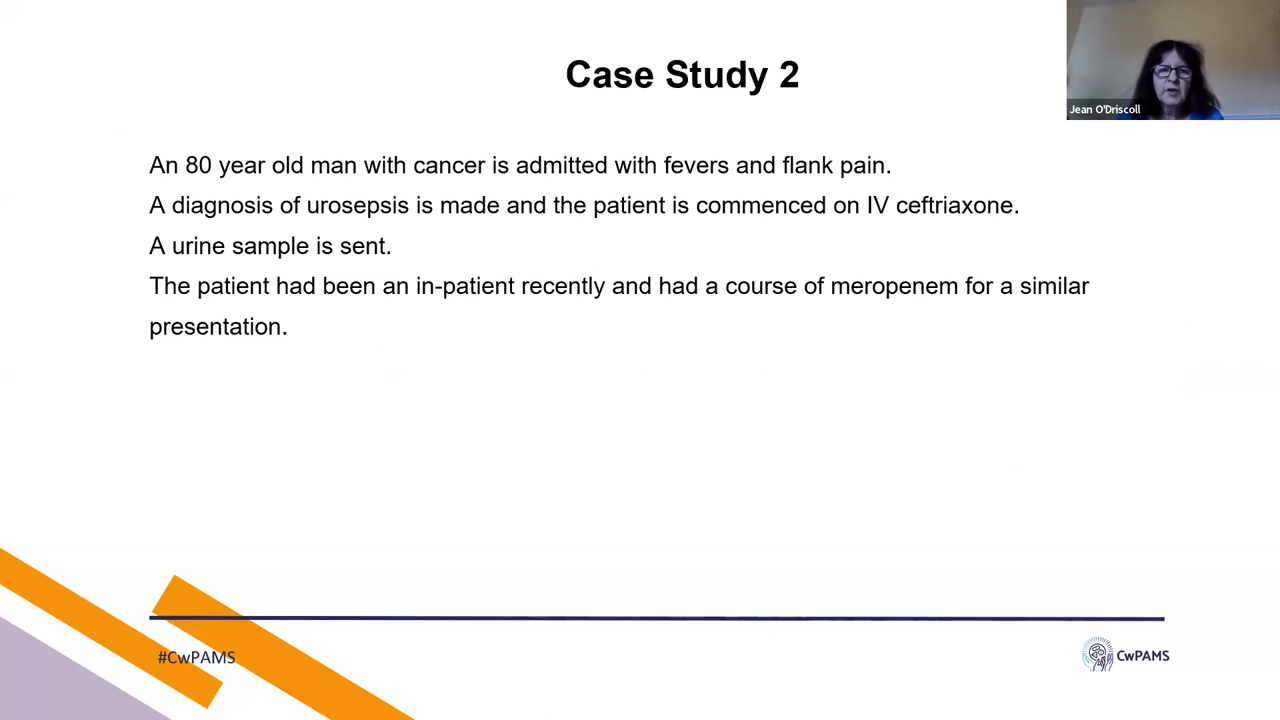 Case Study 2
Jean O'Driscoll
An 80 year old man with cancer is admitted with fevers and flank pain.
A diagnosis of urosepsis is made and the patient is commenced on IV ceftriaxone.
A urine sample is sent.
The patient had been an in-patient recently and had a course of meropenem for a similar
presentation.
#CwPAMS
CwPAMS